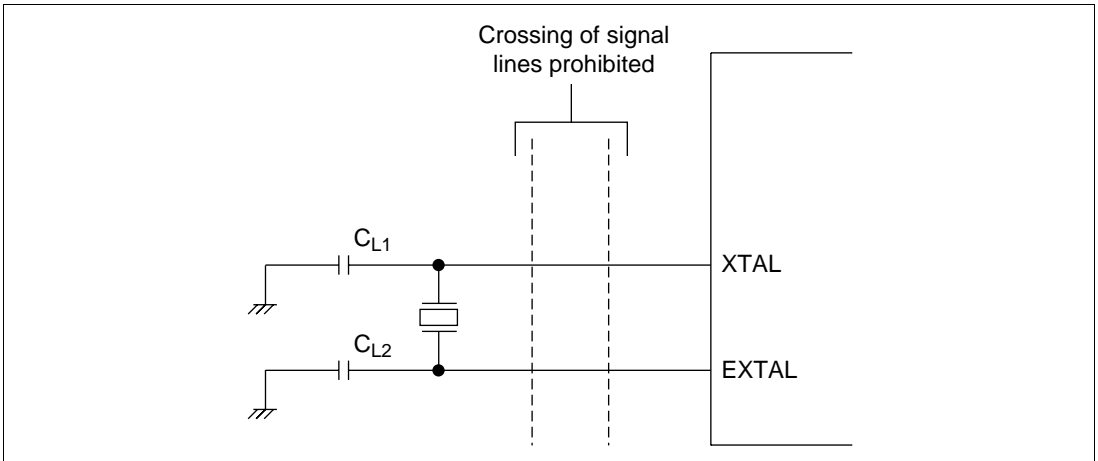 Crossing of signal
lines prohibited
CL1
XTAL
CL2
EXTAL